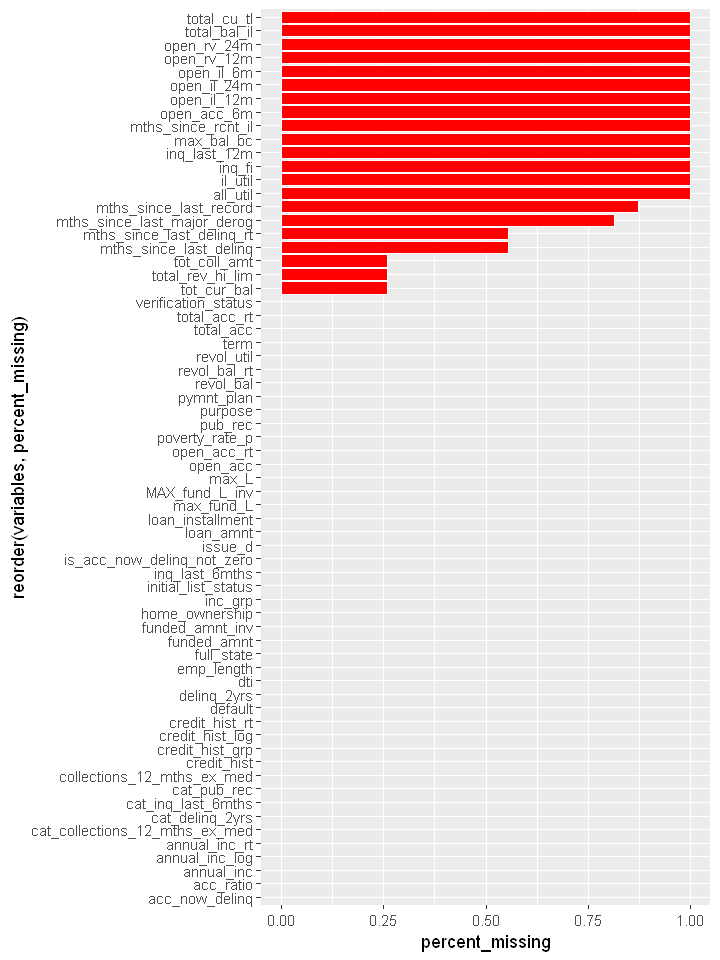 total_cu_tl
total_bal_il
open_rv_24m
open_rv_12m
open_il_6m
open_il_24m
open_il_12m
open_acc_6m
mths_since_rcnt_il
max_bal_bc
inq_last_12m
inq_fi
il_util
all_util
mths_since_last_record
mths_since_last_major_derog
mths_since_last_delinq_rt
mths_since_last_delinq
tot_coll_amt
total_rev_hi_lim
tot_cur_bal
verification_status
total_acc_rt
total_acc
term
revol_util
revol_bal_rt
revol_bal
pymnt_plan
purpose
pub_rec
poverty_rate_p
open_acc_rt
open_acc
max_L
MAX_fund_L_inv
max_fund_L
loan_installment
loan_amnt
issue_d
is_acc_now_delinq_not_zero
inq_last_6mths
initial_list_status
inc_grp
home_ownership
funded_amnt_inv
funded_amnt
full_state
emp_length
dti
delinq_2yrs
default
credit_hist_rt
credit_hist_log
credit_hist_grp
credit_hist
collections_12_mths_ex_med
cat_pub_rec
cat_inq_last_6mths
cat_delinq_2yrs
cat_collections_12_mths_ex_med
annual_inc_rt
annual_inc_log
annual_inc
acc_ratio
acc_now_delinq
reorder(variables, percent_missing)
0.00 0.25 0.50 0.75 1.00
percent_missing